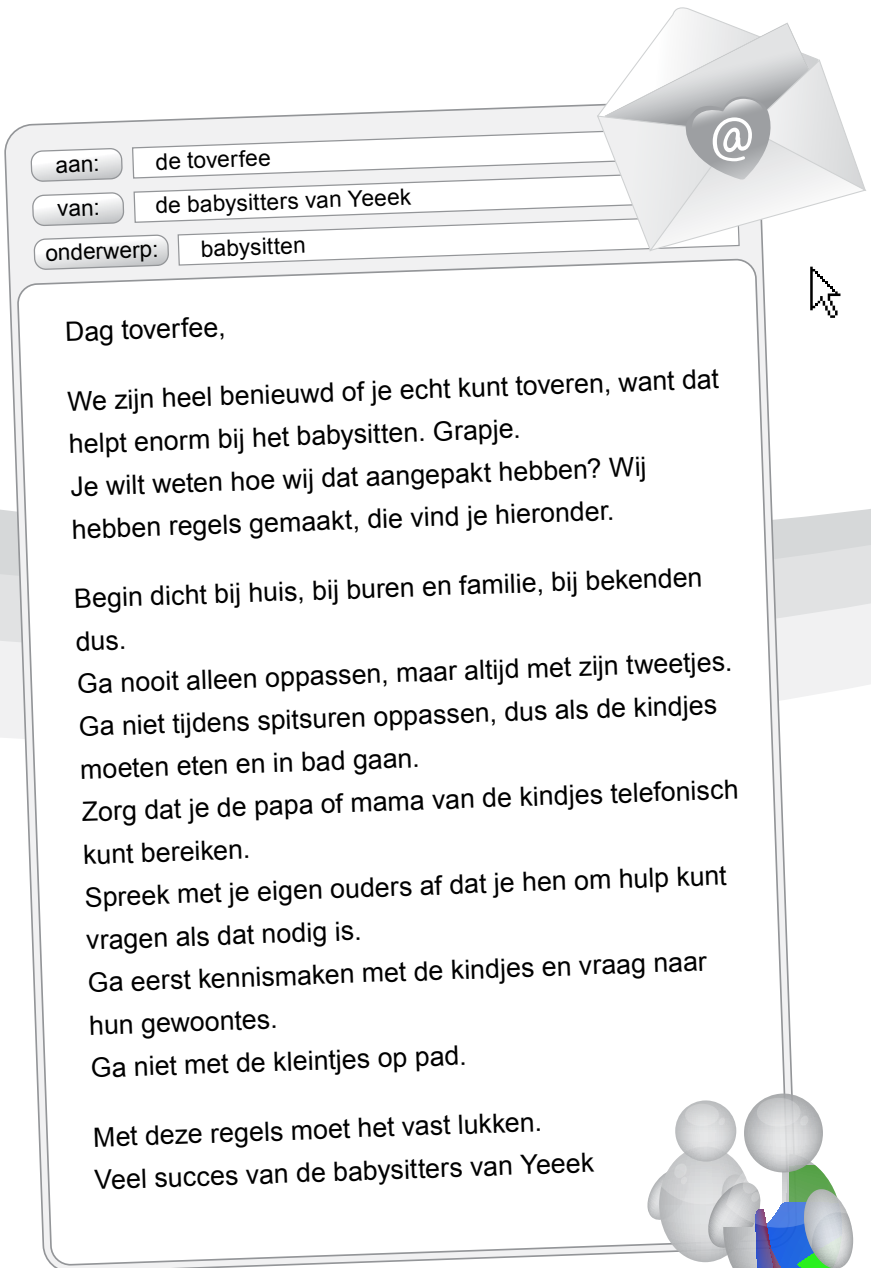 aan: de toverfee
van: de babysitters van Yeeek
onderwerp: babysitten
@
Dag toverfee,
We zijn heel benieuwd of je echt kunt toveren, want dat
helpt enorm bij het babysitten. Grapje.
Je wilt weten hoe wij dat aangepakt hebben? Wij
hebben regels gemaakt, die vind je hieronder.
Begin dicht bij huis, bij buren en familie, bij bekenden
dus.
Ga nooit alleen oppassen, maar altijd met zijn tweetjes.
Ga niet tijdens spitsuren oppassen, dus als de kindjes
moeten eten en in bad gaan.
Zorg dat je de papa of mama van de kindjes telefonisch
kunt bereiken.
Spreek met je eigen ouders af dat je hen om hulp kunt
vragen als dat nodig is.
Ga eerst kennismaken met de kindjes en vraag naar
hun gewoontes.
Ga niet met de kleintjes op pad.
Met deze regels moet het vast lukken.
Veel succes van de babysitters van Yeeek